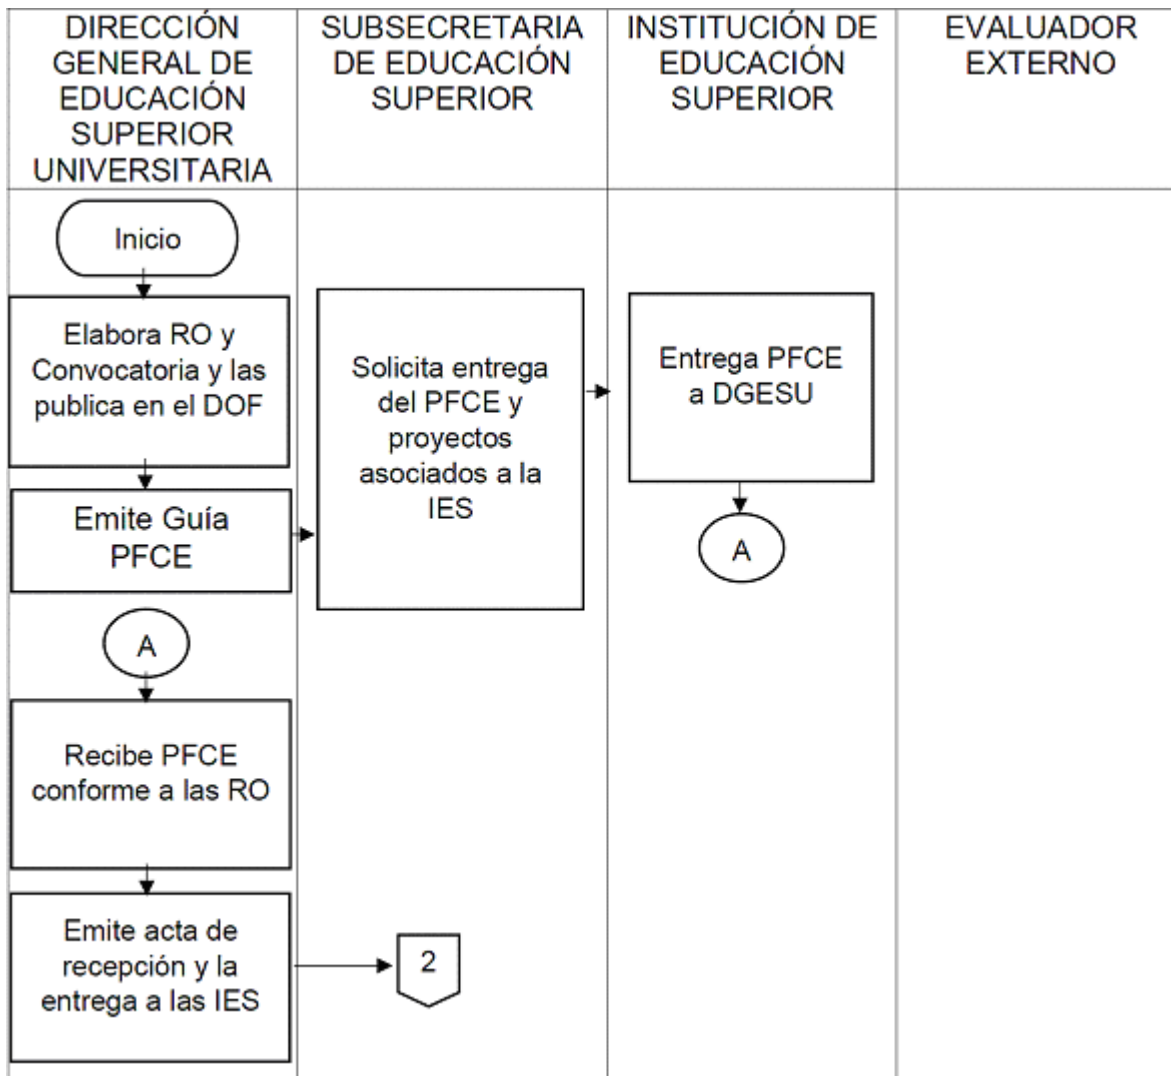 DIRECCIÓN
GENERAL DE
EDUCACIÓN
SUPERIOR
UNIVERSITARIA
SUBSECRETARIA
DE EDUCACIÓN
SUPERIOR
INSTITUCIÓN DE
EDUCACIÓN
SUPERIOR
EVALUADOR
EXTERNO
Inicio
Elabora RO y
Convocatoria y las
publica en el DOF
Emite Guía
PFCE
Solicita entrega
del PFCE y
proyectos
asociados a la
IES
Entrega PFCE
a DGESU
A
A
Recibe PFCE
conforme a las RO
Emite acta de
recepción y la
entrega a las IES
2